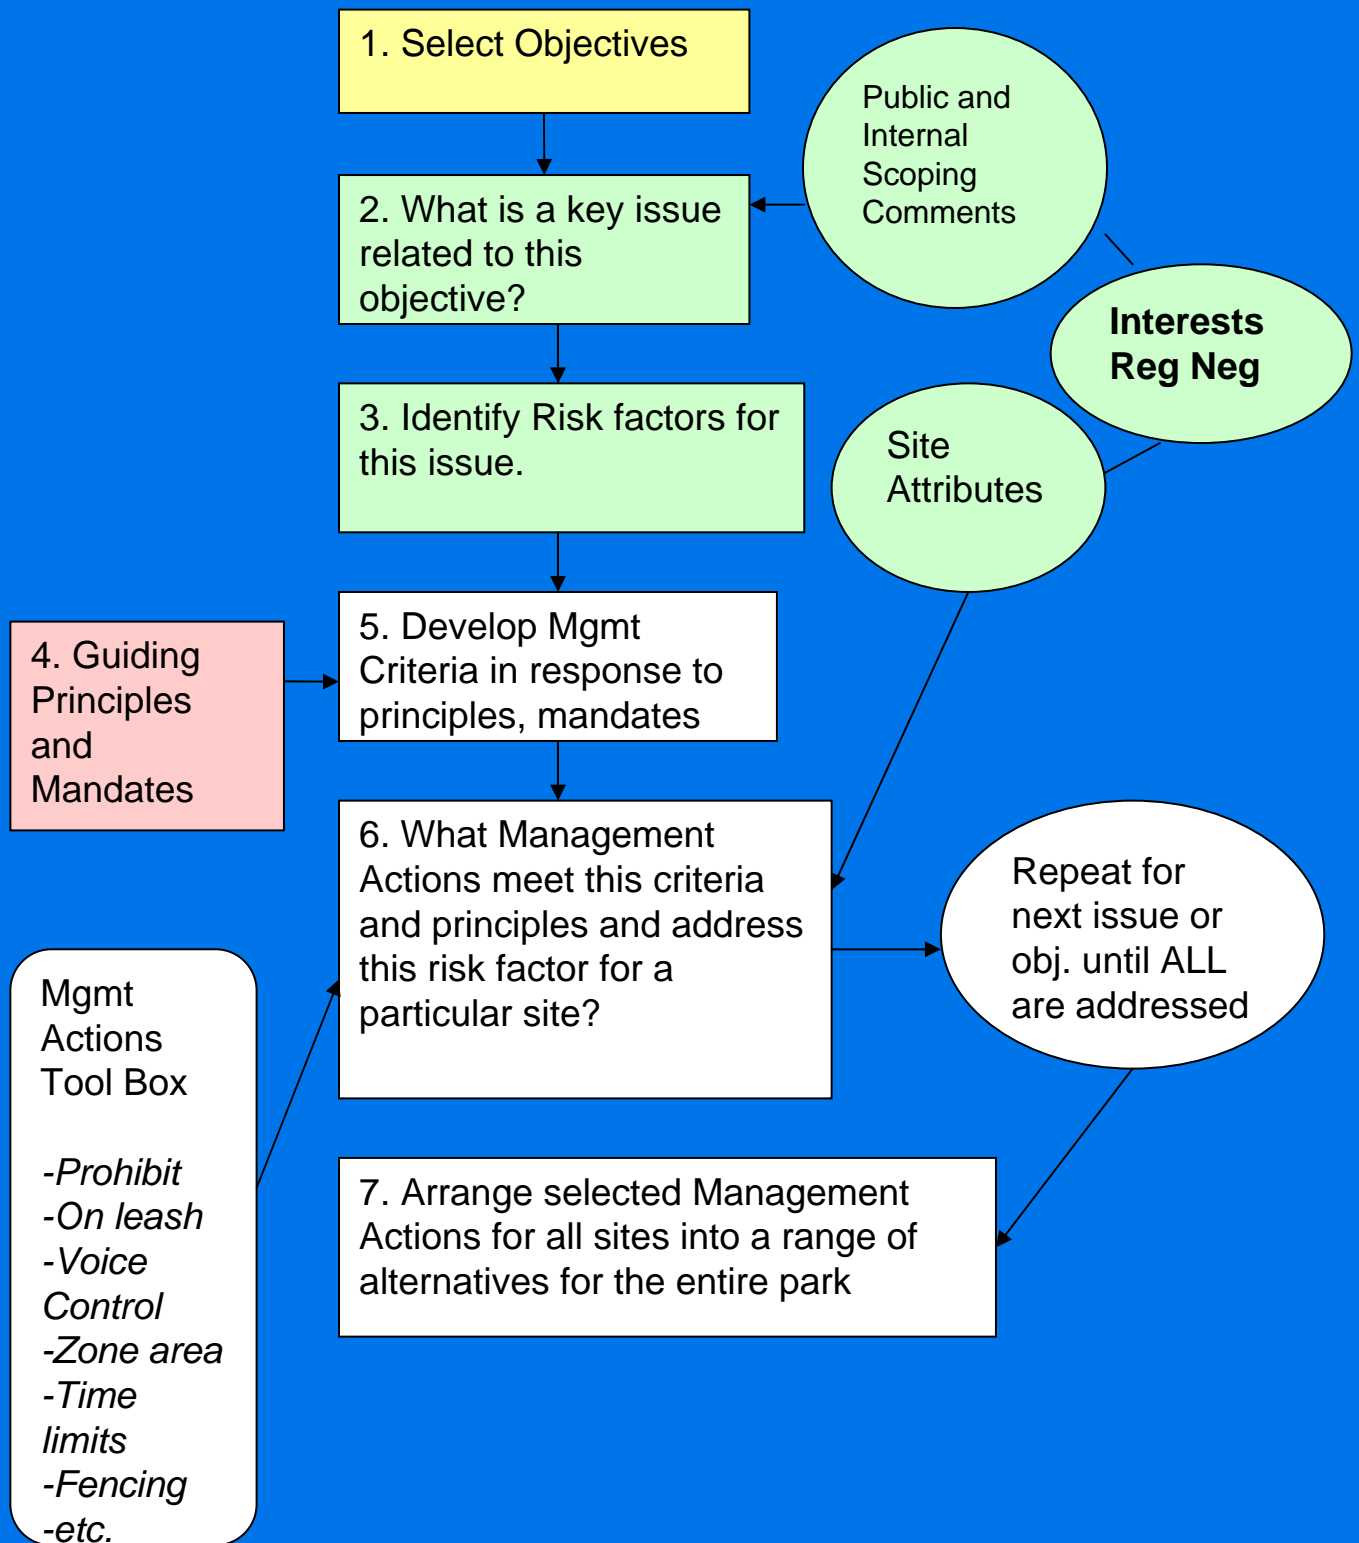 1. Select Objectives
Public and
Internal
Scoping
Comments
2. What is a key issue
related to this
objective?
Interests
Reg Neg
3. Identify Risk factors for
this issue.
Site
Attributes
4. Guiding
Principles
and
Mandates
5. Develop Mgmt
Criteria in response to
principles, mandates
6. What Management
Actions meet this criteria
and principles and address
this risk factor for a
particular site?
Repeat for
next issue or
obj. until ALL
are addressed
Mgmt
Actions
Tool Box
-Prohibit
-On leash
-Voice
Control
-Zone area
-Time
limits
-Fencing
-etc.
7. Arrange selected Management
Actions for all sites into a range of
alternatives for the entire park